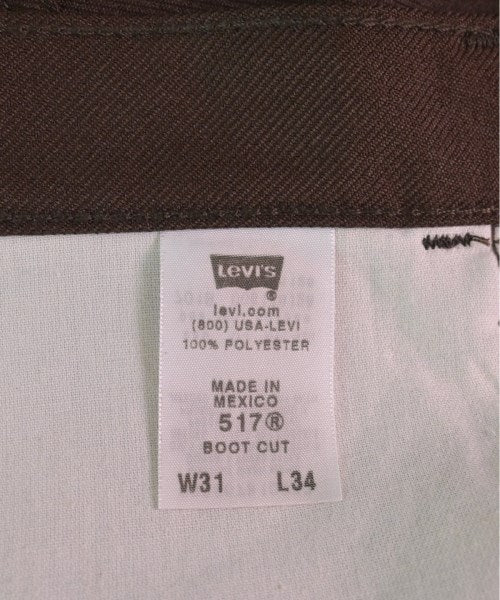 Levi's
®
levi.com
(800) USA-LEVI
100% POLYESTER
MADE IN
MEXICO
517®
BOOT CUT
W31 L34